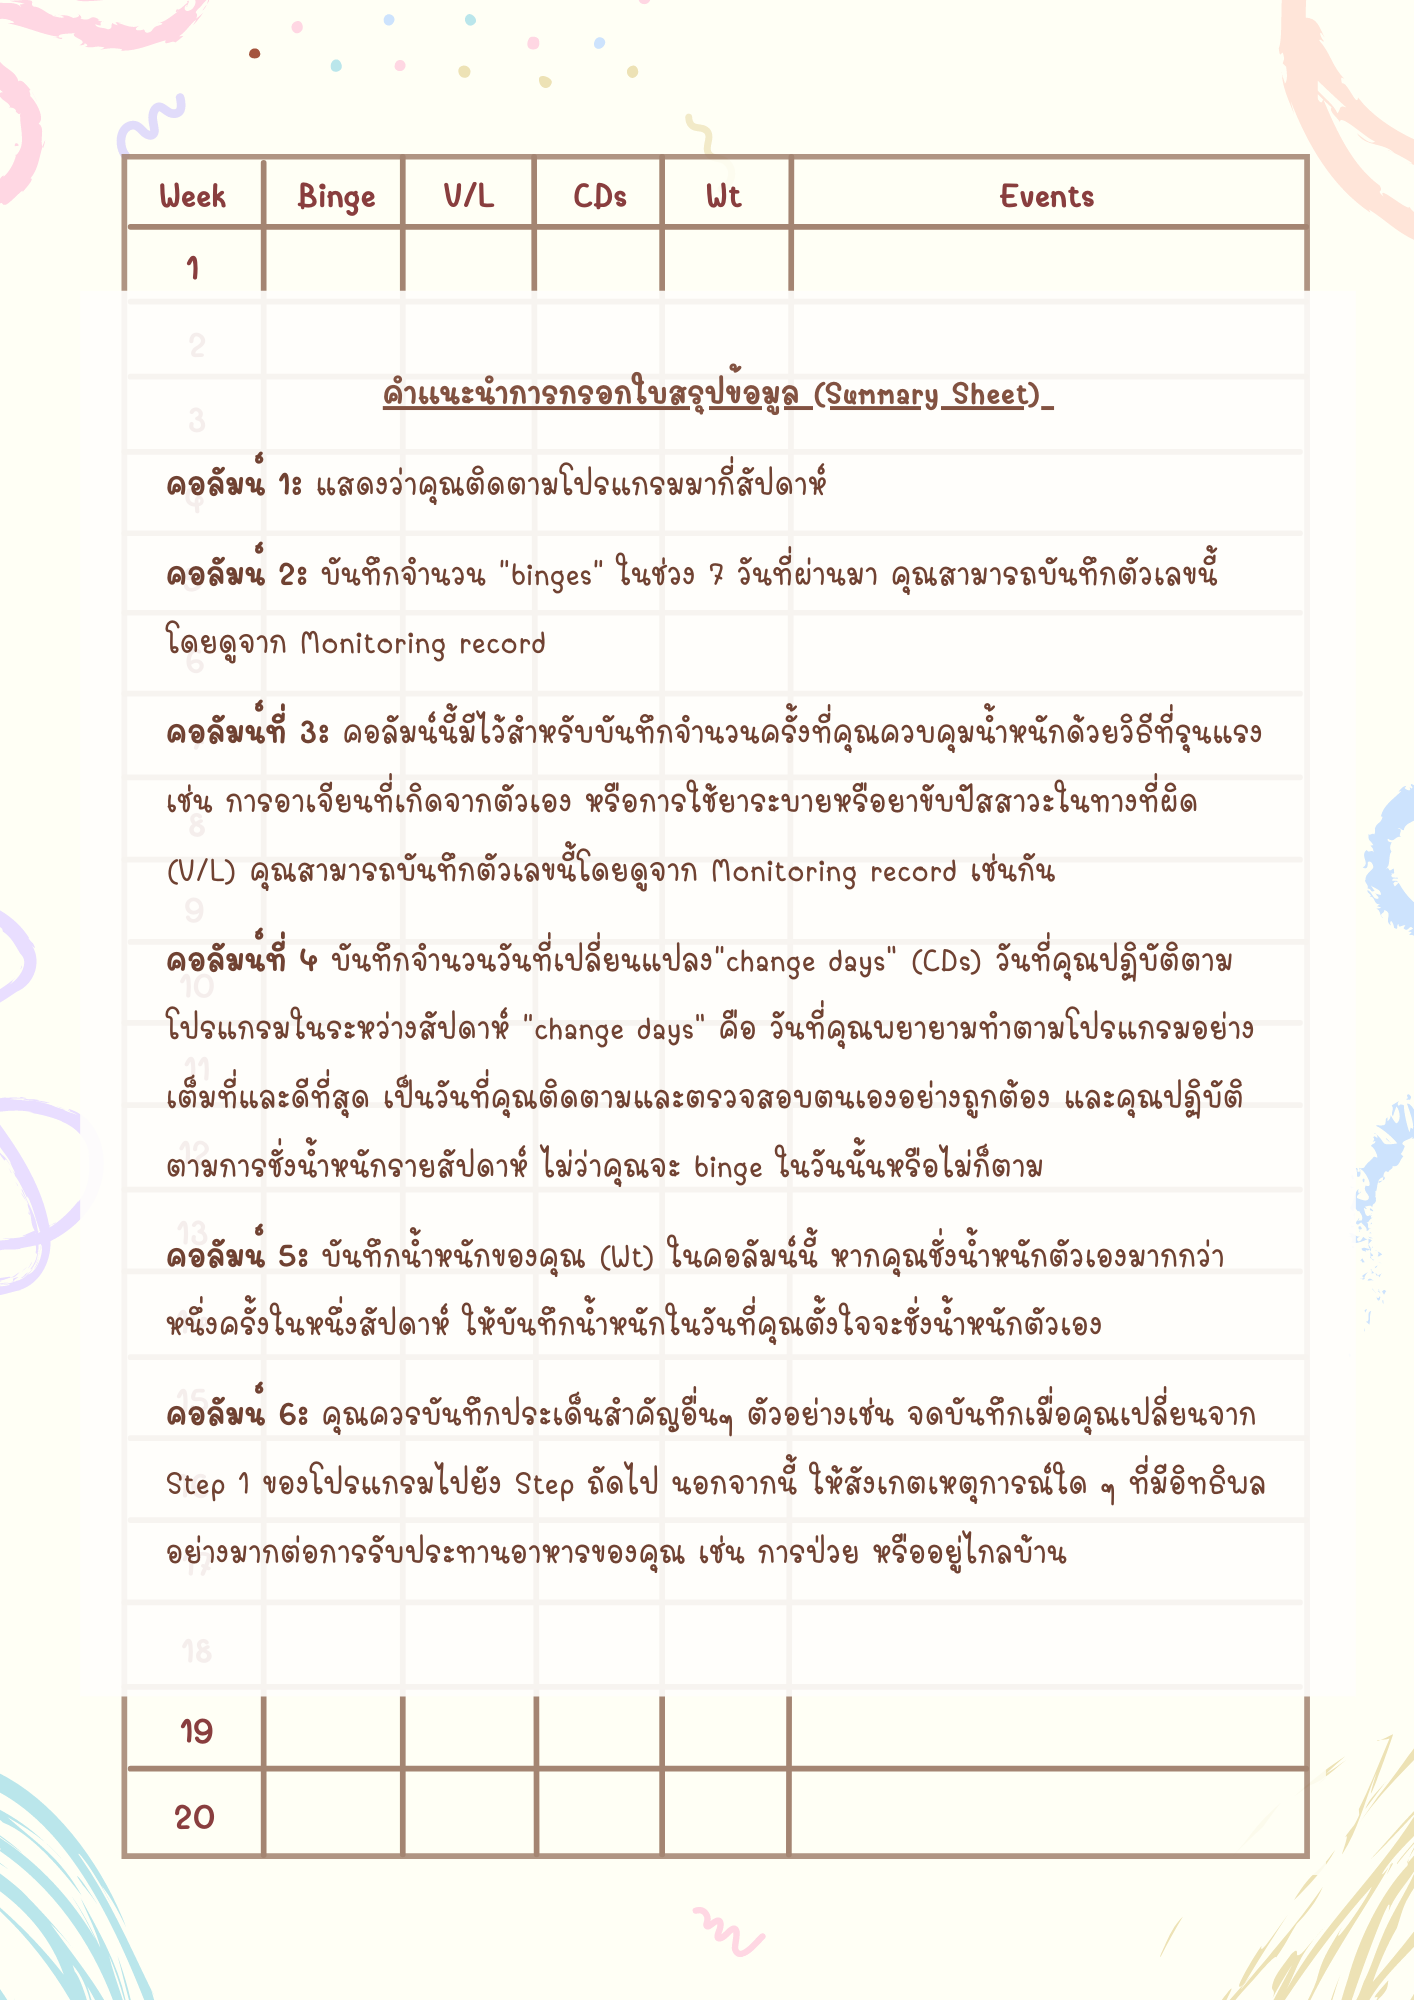 Week Binge V/L CDs Wt Events
1
2
คำแนะนำการกรอกใบสรุปข้อมูล (Summary Sheet)
3
คอลัมน์ 1: แสดงว่าคุณติดตามโปรแกรมมากี่สัปดาห์
4
คอลัมน์ 2: บันทึกจำนวน "binges" ในช่วง 7 วันที่ผ่านมา คุณสามารถบันทึกตัวเลขนี้
โดยดูจาก Monitoring record
6
คอลัมน์ที่ 3: คอลัมน์นี้มีไว้สำหรับบันทึกจำนวนครั้งที่คุณควบคุมน้ำหนักด้วยวิธีที่รุนแรง
เช่น การอาเจียนที่เกิดจากตัวเอง หรือการใช้ยาระบายหรือยาขับปัสสาวะในทางที่ผิด
8
(V/L) คุณสามารถบันทึกตัวเลขนี้โดยดูจาก Monitoring record เช่นกัน
9
คอลัมน์ที่ 4 บันทึกจำนวนวันที่เปลี่ยนแปลง"change days" (CDs) วันที่คุณปฏิบัติตาม
10
โปรแกรมในระหว่างสัปดาห์ "change days" คือ วันที่คุณพยายามทำตามโปรแกรมอย่าง
11
เต็มที่และดีที่สุด เป็นวันที่คุณติดตามและตรวจสอบตนเองอย่างถูกต้อง และคุณปฏิบัติ
12
ตามการชั่งน้ำหนักรายสัปดาห์ ไม่ว่าคุณจะ binge ในวันนั้นหรือไม่ก็ตาม
13
คอลัมน์ 5: บันทึกน้ำหนักของคุณ (Wt) ในคอลัมน์นี้ หากคุณชั่งน้ำหนักตัวเองมากกว่า
หนึ่งครั้งในหนึ่งสัปดาห์ ให้บันทึกน้ำหนักในวันที่คุณตั้งใจจะชั่งน้ำหนักตัวเอง
15
คอลัมน์ 6: คุณควรบันทึกประเด็นสำคัญอื่นๆ ตัวอย่างเช่น จดบันทึกเมื่อคุณเปลี่ยนจาก
Step 1 ของโปรแกรมไปยัง Step ถัดไป นอกจากนี้ ให้สังเกตเหตุการณ์ใด ๆ ที่มีอิทธิพล
อย่างมากต่อการรับประทานอาหารของคุณ เช่น การป่วย หรืออยู่ไกลบ้าน
17
18
19
20